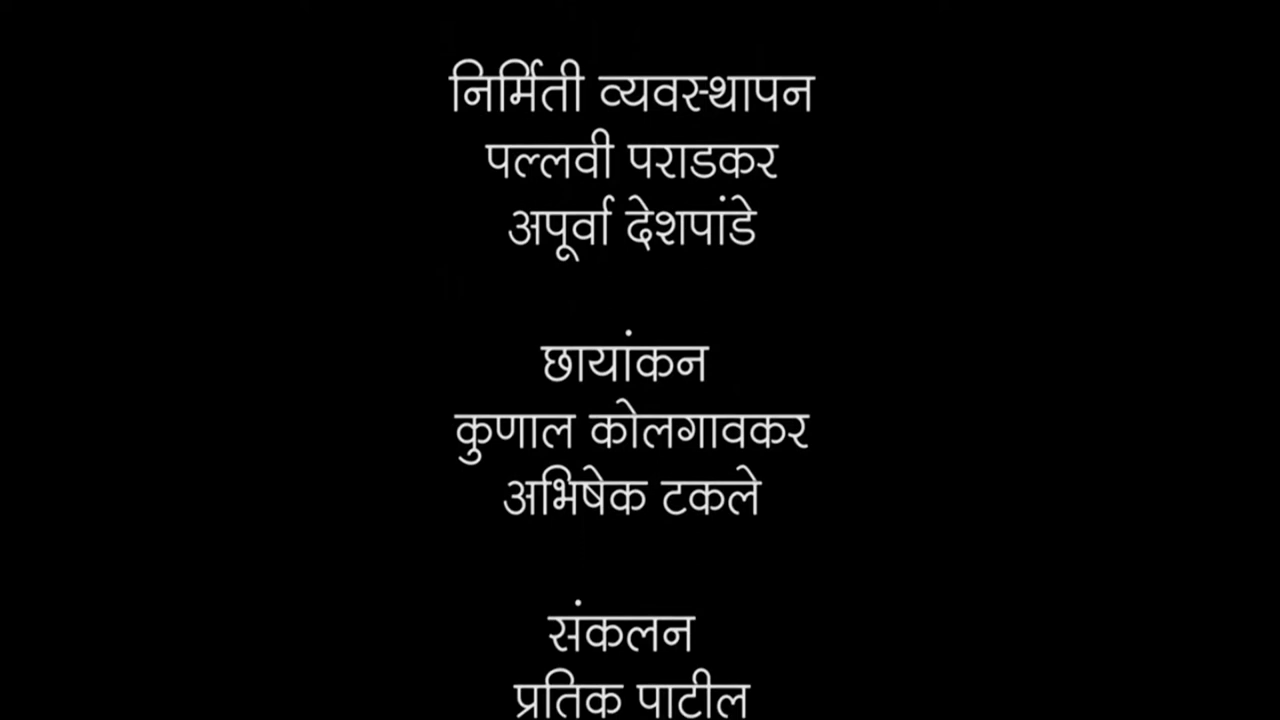 निर्मिती व्यवस्थापन
पल्लवी पराडकर
अपूर्वा देशपांडे
छायांकन
कुणाल कोलगावकर
अभिषेक टकले
संकलन
प्रतिक पाटील